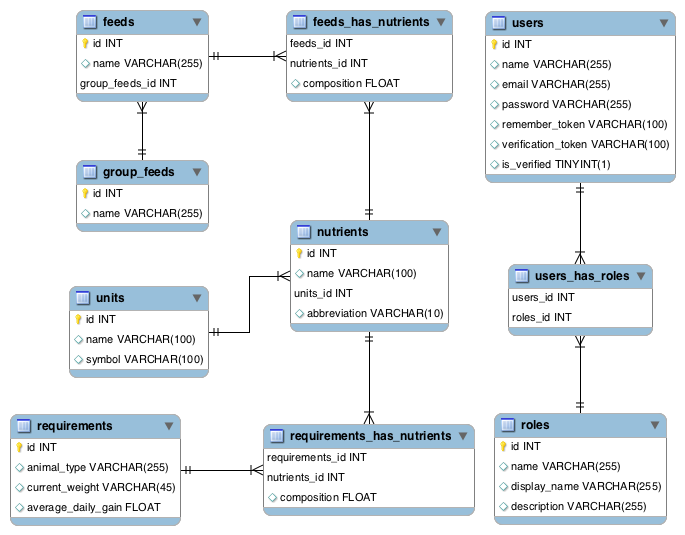 feeds
id INT
name VARCHAR(255)
group_feeds_id INT
feeds_has_nutrients
feeds_id INT
nutrients_id INT
composition FLOAT
users
id INT
name VARCHAR(255)
email VARCHAR(255)
password VARCHAR(255)
remember_token VARCHAR(100)
verification_token VARCHAR(100)
is_verified TINYINT(1)
group_feeds
id INT
name VARCHAR(255)
nutrients
id INT
name VARCHAR(100)
units_id INT
abbreviation VARCHAR(10)
users_has_roles
users_id INT
roles_id INT
units
id INT
name VARCHAR(100)
symbol VARCHAR(100)
requirements
id INT
animal_type VARCHAR(255)
current_weight VARCHAR(45)
average_daily_gain FLOAT
requirements_has_nutrients
requirements_id INT
nutrients_id INT
composition FLOAT
roles
id INT
name VARCHAR(255)
display_name VARCHAR(255)
description VARCHAR(255)